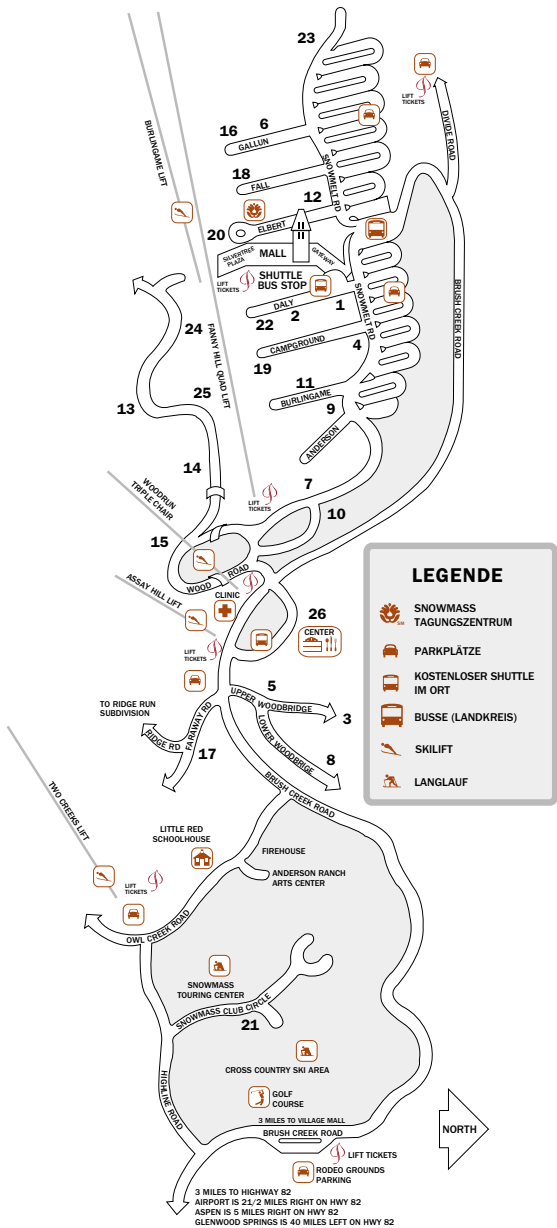 23
LIFT
TICKETS
DIVIDE ROAD
BURLINGAME LIFT
16
6
GALLUN
18
FALL
SNOWMELT RD
12
20
ELBERT
SILVERTREE
PLAZA
MALL
GATEWAY
LIFT
TICKETS
SHUTTLE
BUS STOP
BRUSH CREEK ROAD
DALY
1
22
2
SNOWMELT RD
24
FANNY HILL QUAD LIFT
CAMPGROUND
4
19
25
11
BURLINGAME
13
9
ANDERSON
14
7
WOODRUN
TRIPLE CHAIR
LIFT
TICKETS
10
15
WOOD ROAD
ASSAY HILL LIFT
CLINIC
26
CENTER
LIFT
TICKETS
LEGENDE
SNOWMASS
TAGUNGSZENTRUM
PARKPLÄTZE
KOSTENLOSER SHUTTLE
IM ORT
BUSSE (LANDKREIS)
SKILIFT
LANGLAUF
5
UPPER WOODBRIDGE
3
TO RIDGE RUN
SUBDIVISION
RIDGE RD
FARAWAY RD
LOWER WOODBRIGE
17
8
TWO CREEKS LIFT
BRUSH CREEK ROAD
LITTLE RED
SCHOOLHOUSE
FIREHOUSE
ANDERSON RANCH
ARTS CENTER
LIFT
TICKETS
OWL CREEK ROAD
SNOWMASS
TOURING CENTER
SNOWMASS CLUB CIRCLE
21
CROSS COUNTRY SKI AREA
HIGHLINE ROAD
GOLF
COURSE
3 MILES TO VILLAGE MALL
BRUSH CREEK ROAD
NORTH
LIFT TICKETS
RODEO GROUNDS
PARKING
3 MILES TO HIGHWAY 82
AIRPORT IS 21/2 MILES RIGHT ON HWY 82
ASPEN IS 5 MILES RIGHT ON HWY 82
GLENWOOD SPRINGS IS 40 MILES LEFT ON HWY 82